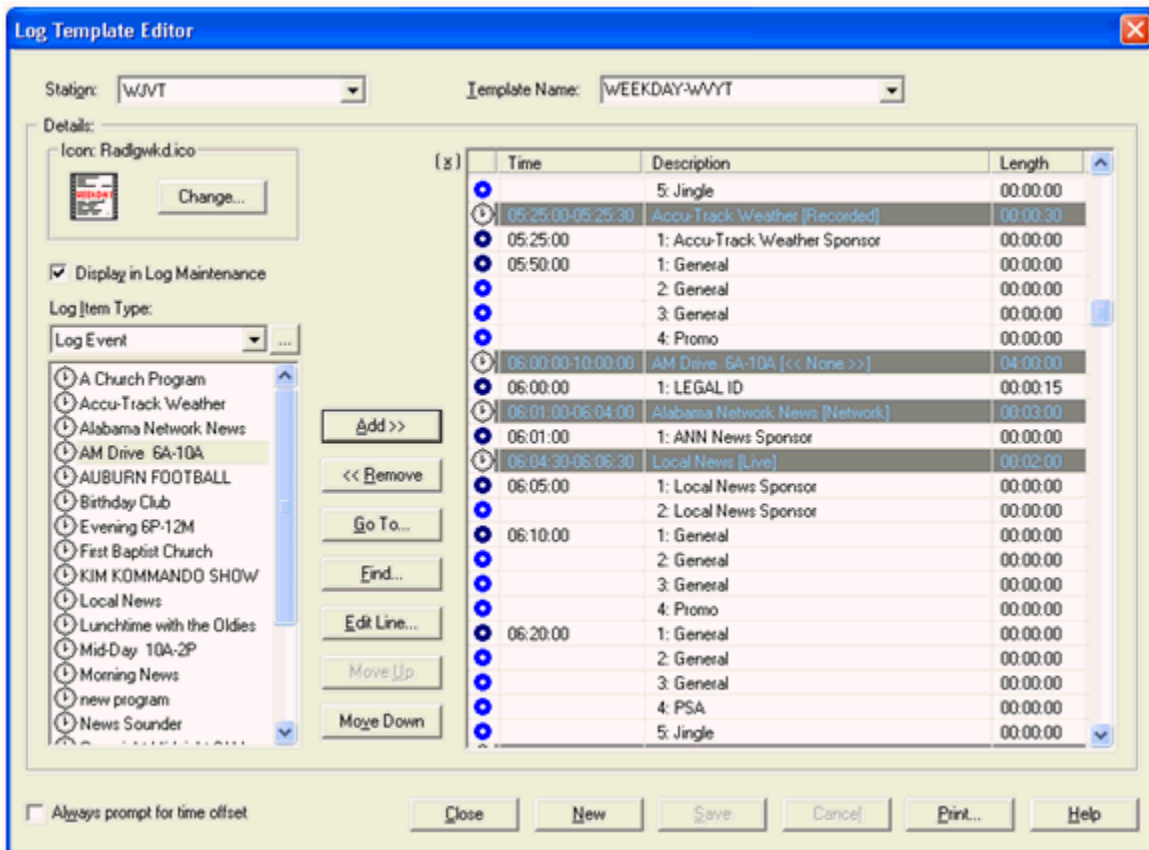 Log Template Editor
Station: WJVT
Template Name: WEEKDAY-WVYT
Details:
Icon: Radlgwkd.ico
WEEKDAY
Change...
Display in Log Maintenance
Log Item Type:
Log Event
...
A Church Program
Accu-Track Weather
Alabama Network News
AM Drive 6A-10A
AUBURN FOOTBALL
Birthday Club
Evening 6P-12M
First Baptist Church
KIM KOMMANDO SHOW
Local News
Lunchtime with the Oldies
Mid-Day 10A-2P
Morning News
new program
News Sounder
Add >>
<< Remove
Go To...
Find...
Edit Line...
Move Up
Move Down
(x)
Time Description Length
5: Jingle 00:00:00
05:25:00-05:25:30 Accu-Track Weather [Recorded] 00:00:30
05:25:00 1: Accu-Track Weather Sponsor 00:00:00
05:50:00 1: General 00:00:00
2: General 00:00:00
3: General 00:00:00
4: Promo 00:00:00
06:00:00-10:00:00 AM Drive 6A-10A [<< None >>] 04:00:00
06:00:00 1: LEGAL ID 00:00:15
06:01:00-06:04:00 Alabama Network News [Network] 00:03:00
06:01:00 1: ANN News Sponsor 00:00:00
06:04:30-06:06:30 Local News [Live] 00:02:00
06:05:00 1: Local News Sponsor 00:00:00
2: Local News Sponsor 00:00:00
06:10:00 1: General 00:00:00
2: General 00:00:00
3: General 00:00:00
4: Promo 00:00:00
06:20:00 1: General 00:00:00
2: General 00:00:00
3: General 00:00:00
4: PSA 00:00:00
5: Jingle 00:00:00
Always prompt for time offset
Close
New
Save
Cancel
Print...
Help